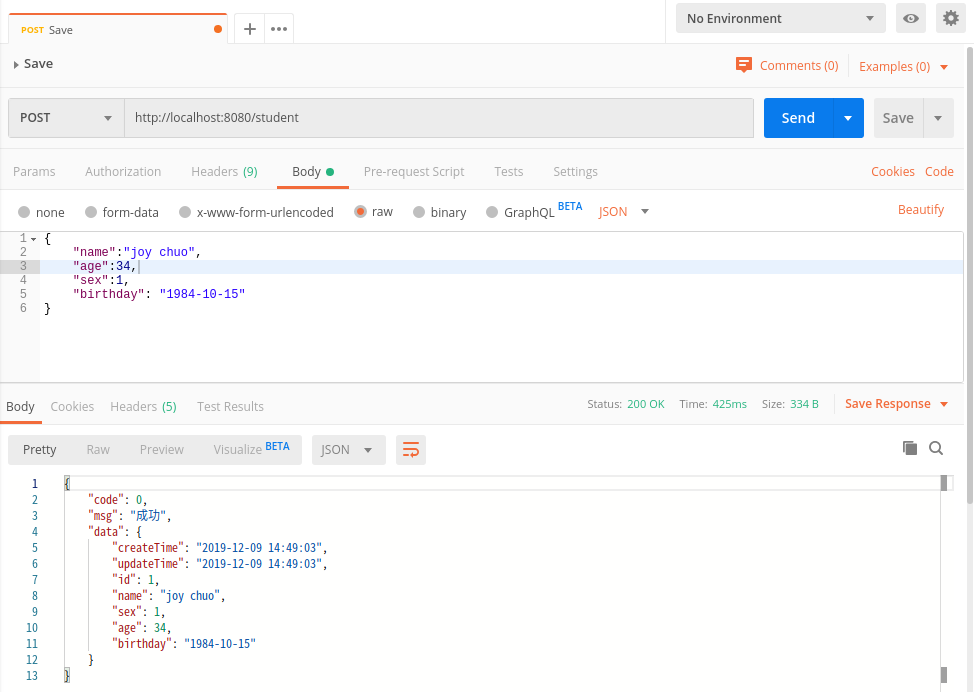 POST Save
No Environment
Save
Comments (0) Examples (0)
POST http://localhost:8080/student Send Save
Params Authorization Headers (9) Body Pre-request Script Tests Settings Cookies Code
none form-data x-www-form-urlencoded raw binary GraphQL BETA JSON Beautify
1 {
2 "name":"joy chuo",
3 "age":34,
4 "sex":1,
5 "birthday": "1984-10-15"
6 }
Body Cookies Headers (5) Test Results Status: 200 OK Time: 425ms Size: 334 B Save Response
Pretty Raw Preview Visualize BETA JSON
1 {
2 "code": 0,
3 "msg": "成功",
4 "data": {
5 "createTime": "2019-12-09 14:49:03",
6 "updateTime": "2019-12-09 14:49:03",
7 "id": 1,
8 "name": "joy chuo",
9 "sex": 1,
10 "age": 34,
11 "birthday": "1984-10-15"
12 }
13 }